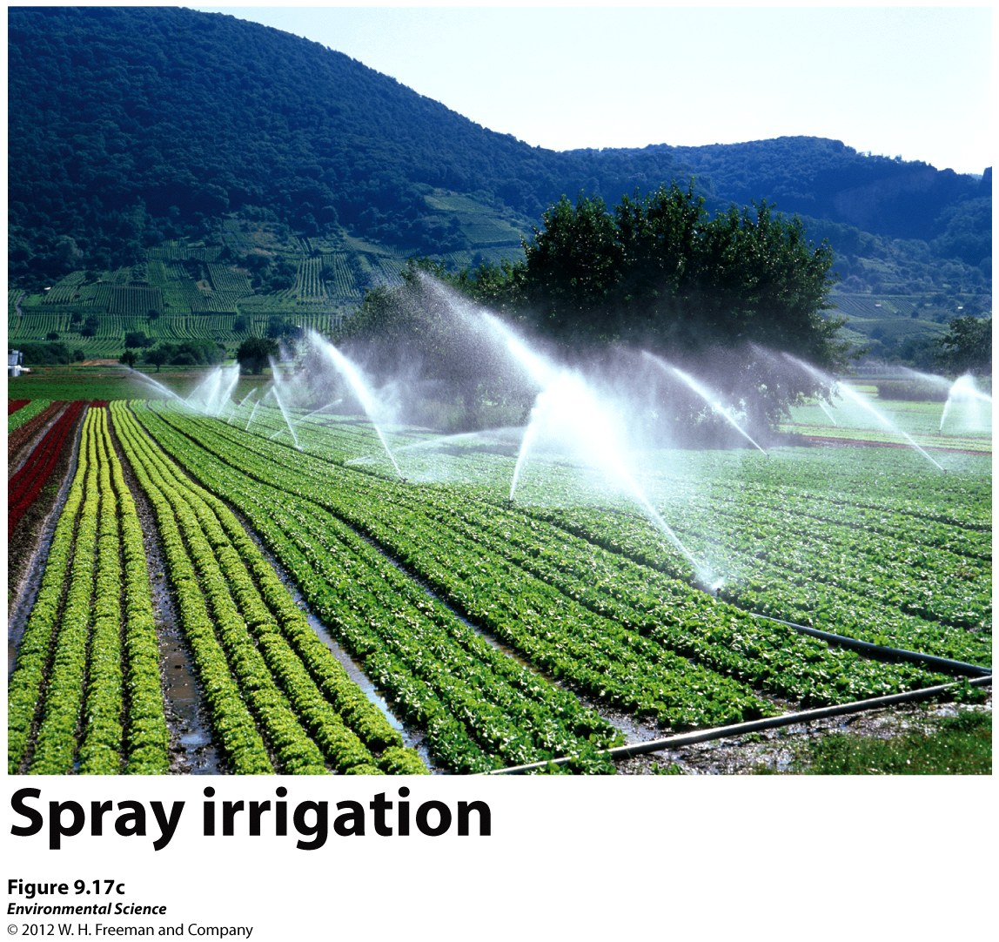 Spray irrigation
Figure 9.17c
Environmental Science
© 2012 W. H. Freeman and Company